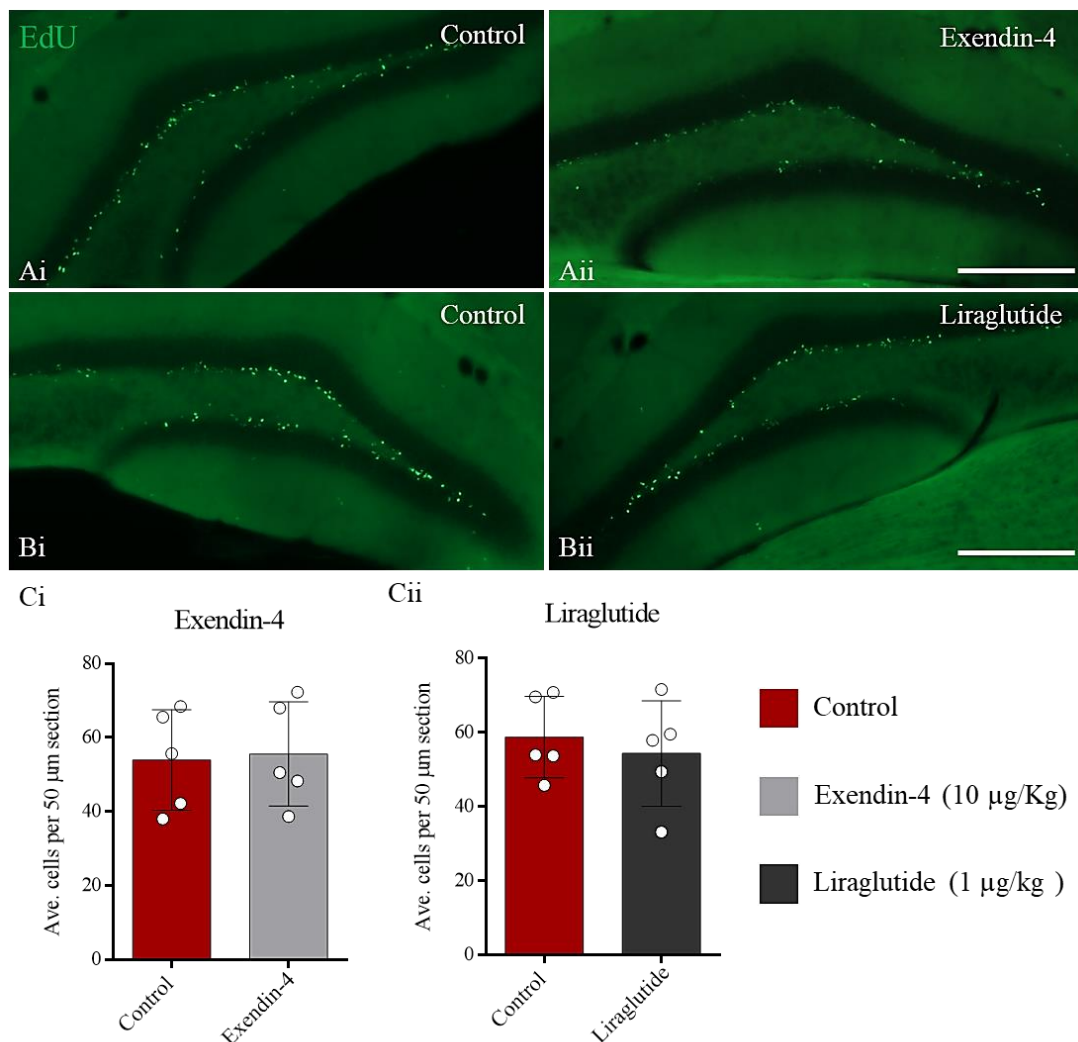 EdU
Control
Exendin-4
Ai
Aii
Control
Liraglutide
Bi
Bii
Ci
Exendin-4
Ave. cells per 50 µm section
80
60
40
20
0
Control
Exendin-4
Cii
Liraglutide
Ave. cells per 50 µm section
80
60
40
20
0
Control
Liraglutide
Control
Exendin-4 (10 µg/Kg)
Liraglutide (1 µg/kg )